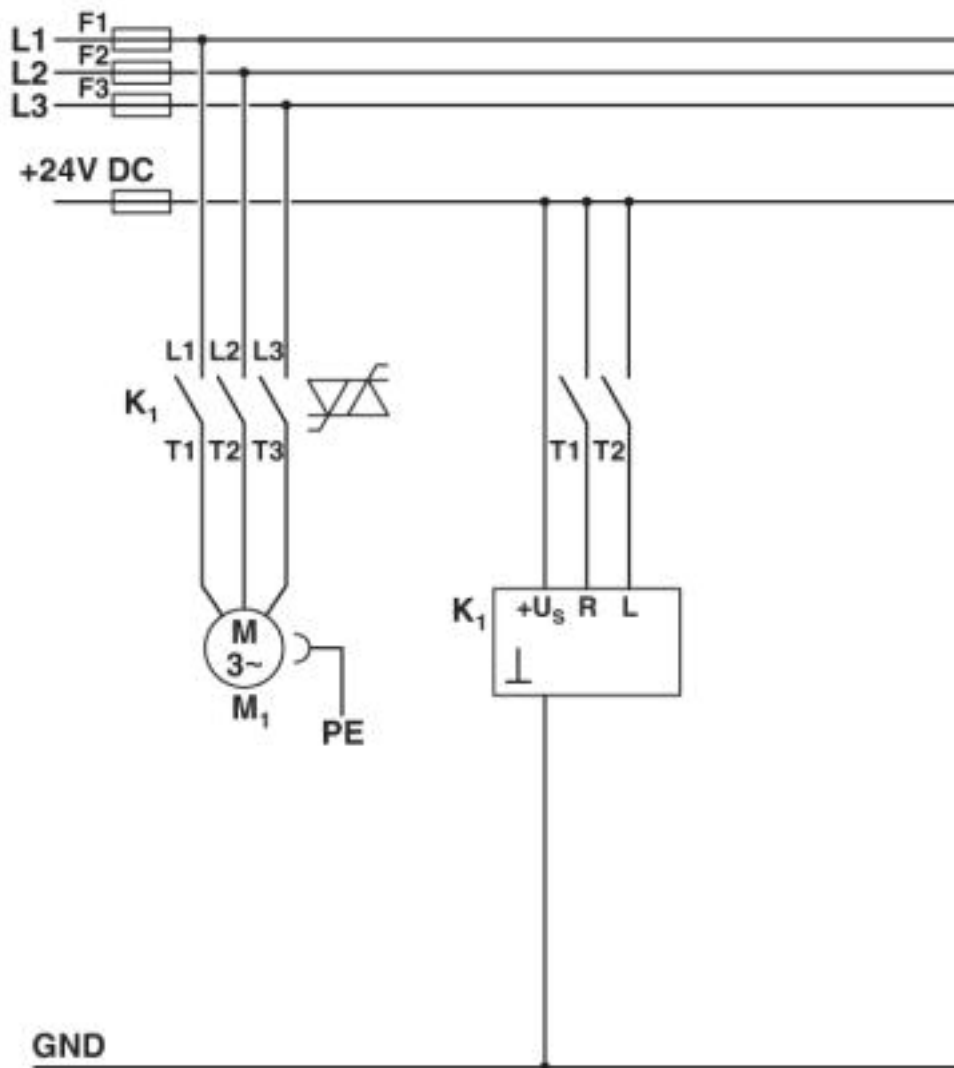 L1 F1
L2 F2
L3 F3
+24V DC
L1 L2 L3
K₁
T1 T2 T3
T1 T2
K₁ +Uₛ R L
M
3~
M₁
PE
GND